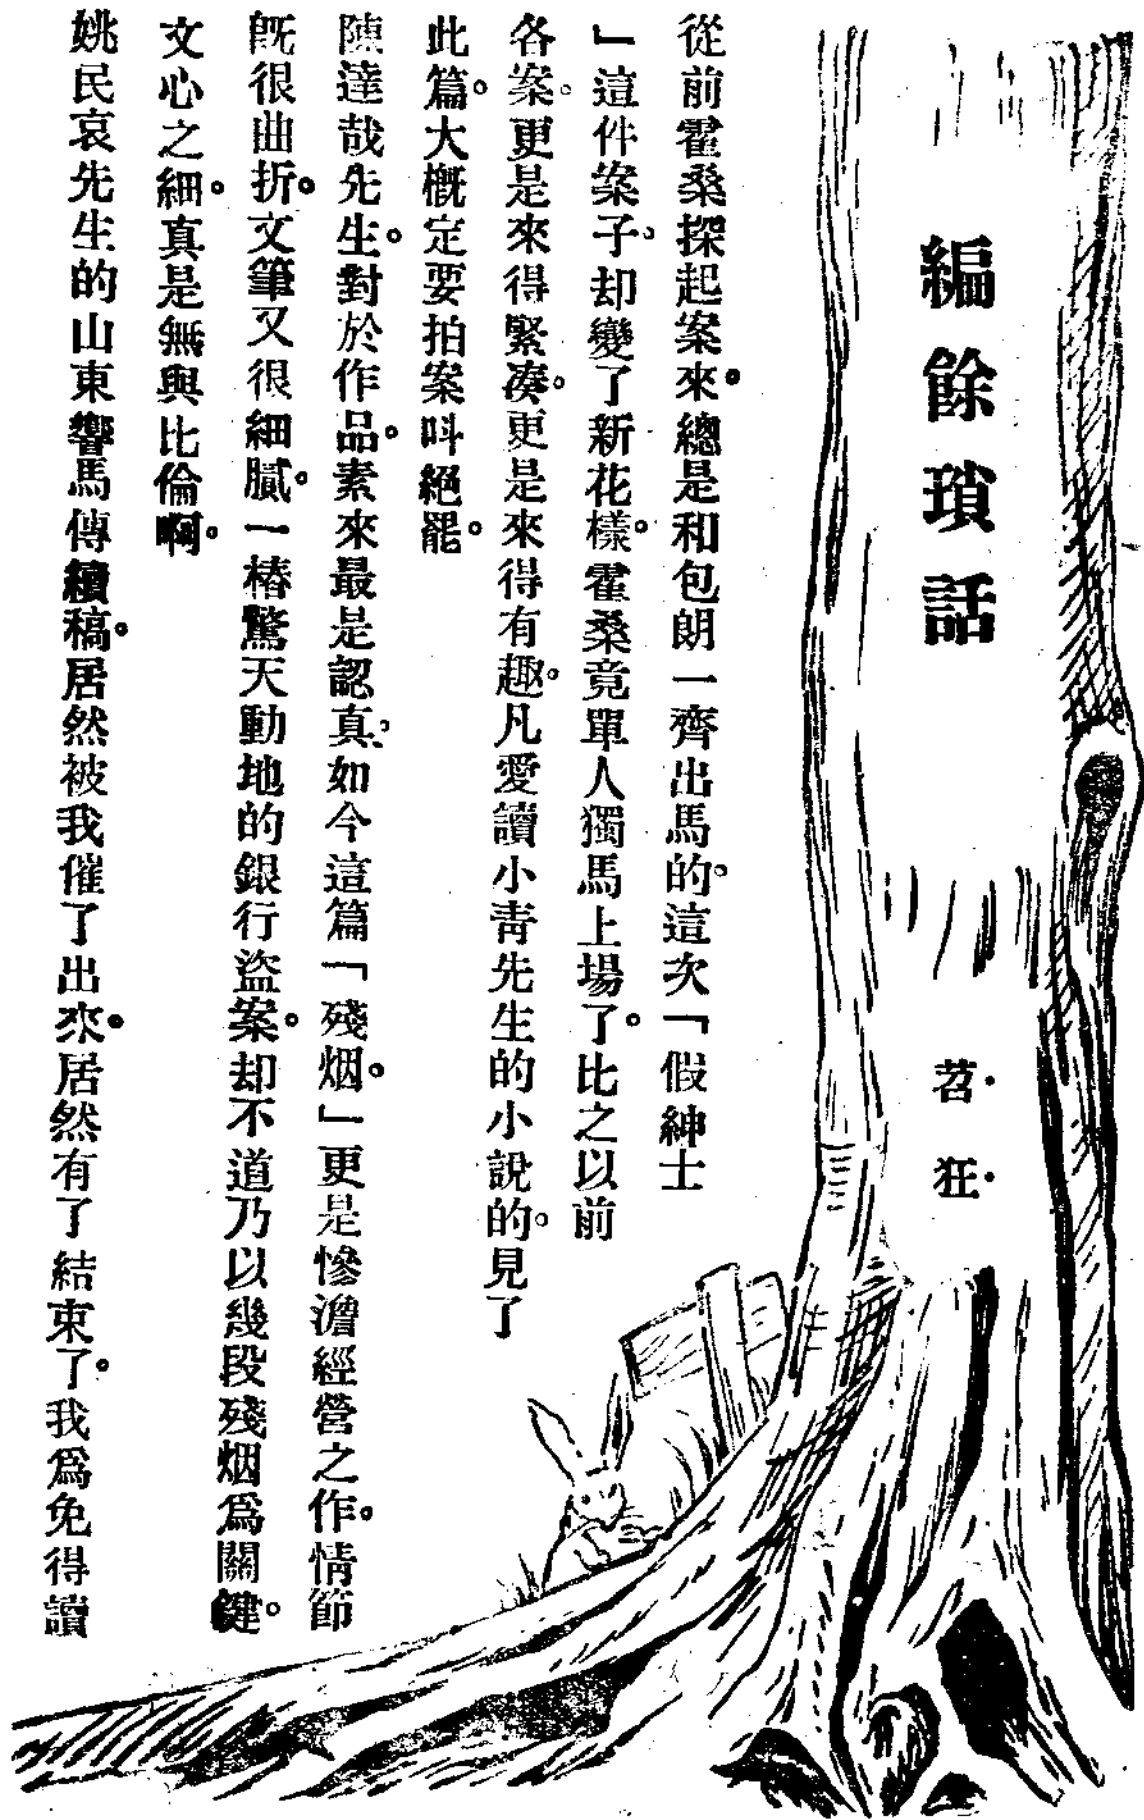 編餘瑣話
苕狂
從前霍桑探起案來。總是和包朗一齊出馬的。這次「假紳士
」這件案子。却變了新花樣。霍桑竟單人獨馬上場了。比之以前
各案。更是來得緊湊。更是來得有趣。凡愛讀小青先生的小說的。見了
此篇。大概定要拍案呌絕罷。
陳達哉先生。對於作品。素來最是認真。如今這篇「殘烟。」更是慘澹經營之作。情節
旣很曲折。文筆又很細膩。一樁驚天動地的銀行盜案。却不道乃以幾段殘烟爲關鍵。
文心之細。真是無與比倫啊。
姚民哀先生的山東響馬傳續稿。居然被我催了出來。居然有了結束了。我爲免得讀